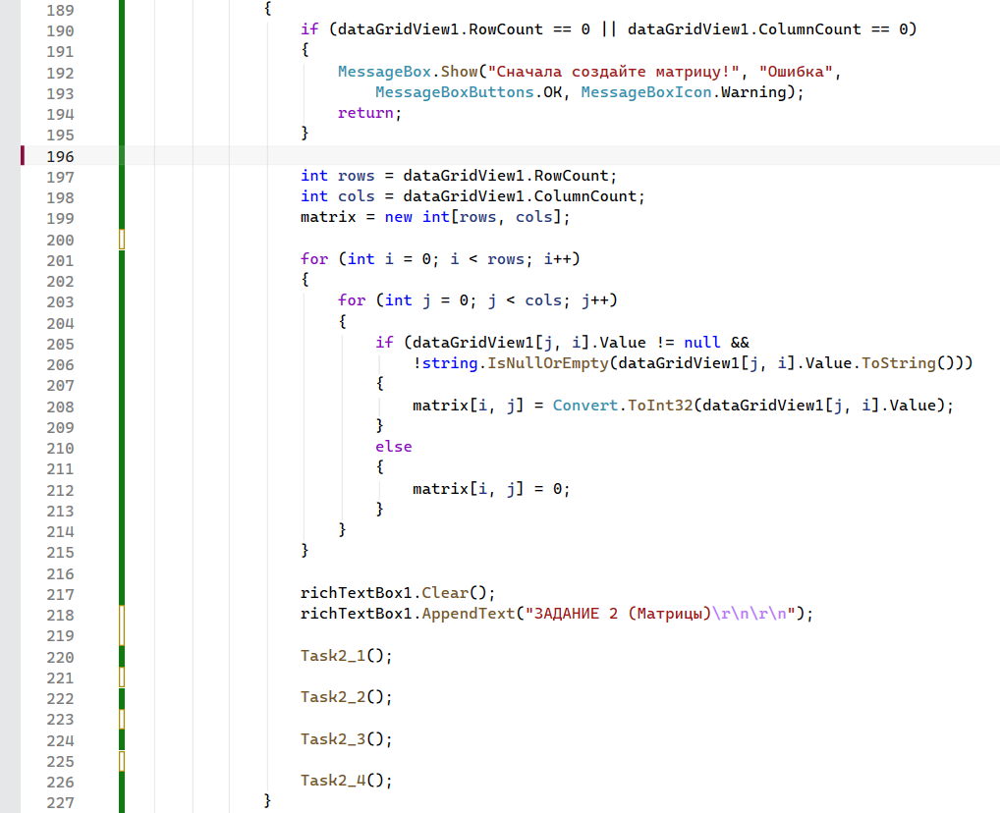 189 {
190 if (dataGridView1.RowCount == 0 || dataGridView1.ColumnCount == 0)
191 {
192 MessageBox.Show("Сначала создайте матрицу!", "Ошибка",
193 MessageBoxButtons.OK, MessageBoxIcon.Warning);
194 return;
195 }
196
197 int rows = dataGridView1.RowCount;
198 int cols = dataGridView1.ColumnCount;
199 matrix = new int[rows, cols];
200
201 for (int i = 0; i < rows; i++)
202 {
203 for (int j = 0; j < cols; j++)
204 {
205 if (dataGridView1[j, i].Value != null &&
206 !string.IsNullOrEmpty(dataGridView1[j, i].Value.ToString()))
207 {
208 matrix[i, j] = Convert.ToInt32(dataGridView1[j, i].Value);
209 }
210 else
211 {
212 matrix[i, j] = 0;
213 }
214 }
215 }
216
217 richTextBox1.Clear();
218 richTextBox1.AppendText("ЗАДАНИЕ 2 (Матрицы)\r\n\r\n");
219
220 Task2_1();
221
222 Task2_2();
223
224 Task2_3();
225
226 Task2_4();
227 }